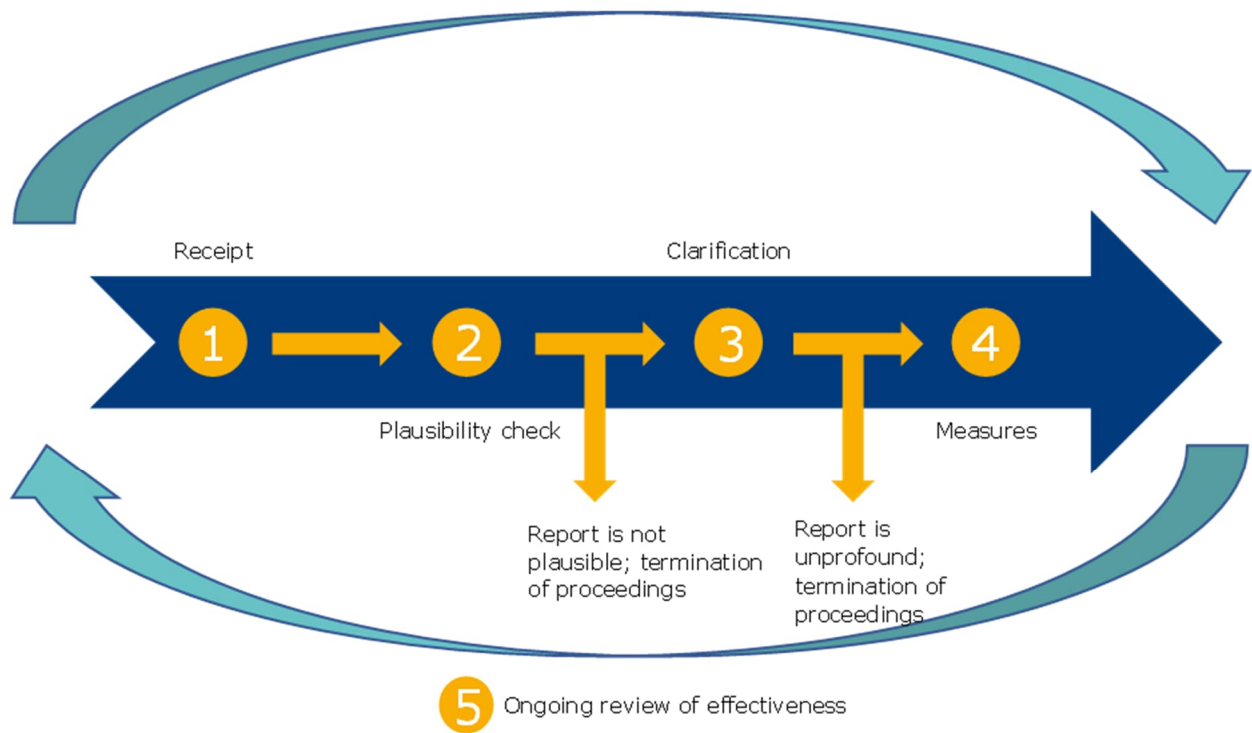 Receipt
Clarification
1
2
3
4
Plausibility check
Measures
Report is not
plausible; termination
of proceedings
Report is
unprofound;
termination of
proceedings
5 Ongoing review of effectiveness